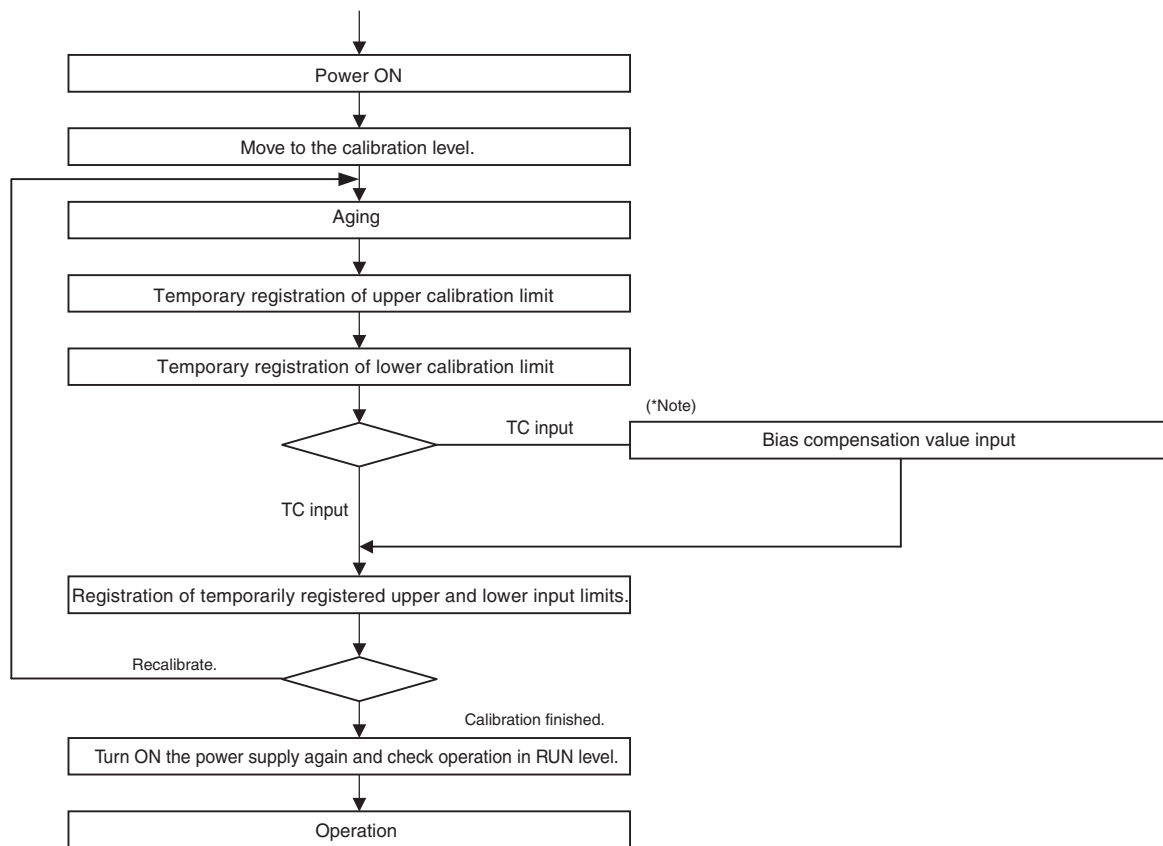 Power ON
Move to the calibration level.
Aging
Temporary registration of upper calibration limit
Temporary registration of lower calibration limit
(*Note)
TC input
Bias compensation value input
TC input
Registration of temporarily registered upper and lower input limits.
Recalibrate.
Calibration finished.
Turn ON the power supply again and check operation in RUN level.
Operation